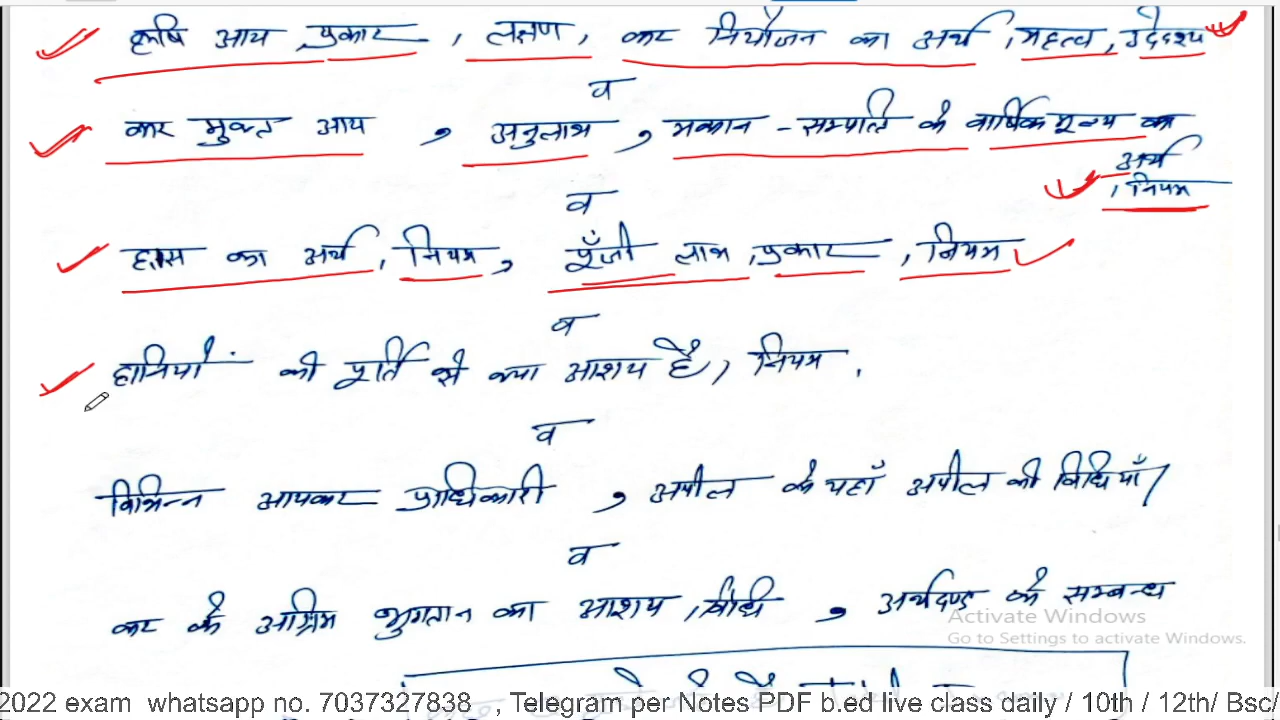 कृषि आय प्रकार, लक्षण, कर नियोजन का अर्थ, महत्व, उद्देश्य
व
कर मुक्त आय, अनुलाभ, मकान-सम्पत्ति के वार्षिक मूल्य का
अर्थ
, नियम
व
ह्रास का अर्थ, नियम, पूँजी लाभ, प्रकार, नियम
व
हानियों की पूर्ति से क्या आशय है, नियम,
व
विभिन्न आयकर प्राधिकारी, अपील के यहाँ अपील की विधियाँ/
व
कर के अग्रिम भुगतान का आशय, विधि, अर्थदण्ड के सम्बन्ध
Activate Windows
Go to Settings to activate Windows.
2022 exam whatsapp no. 7037327838 , Telegram per Notes PDF b.ed live class daily / 10th / 12th/ Bsc/